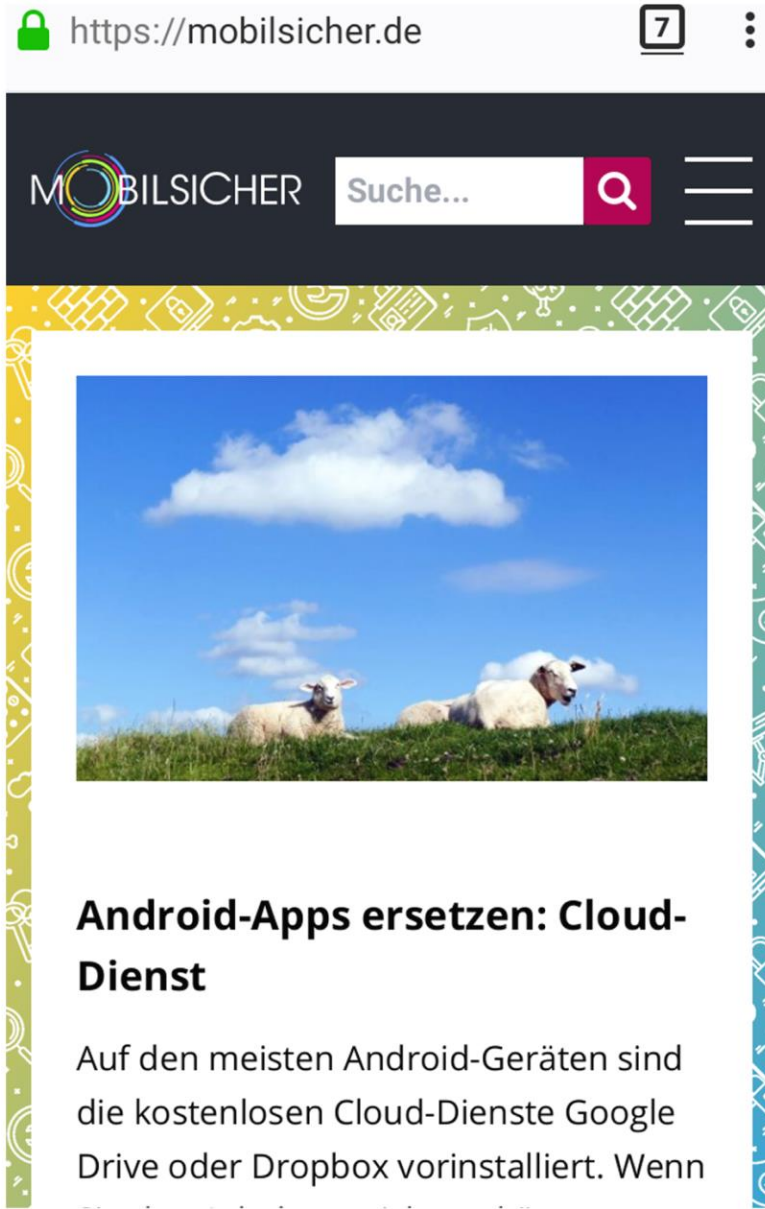 https://mobilsicher.de
7
MOBILSICHER
Suche...
Android-Apps ersetzen: Cloud-
Dienst
Auf den meisten Android-Geräten sind
die kostenlosen Cloud-Dienste Google
Drive oder Dropbox vorinstalliert. Wenn